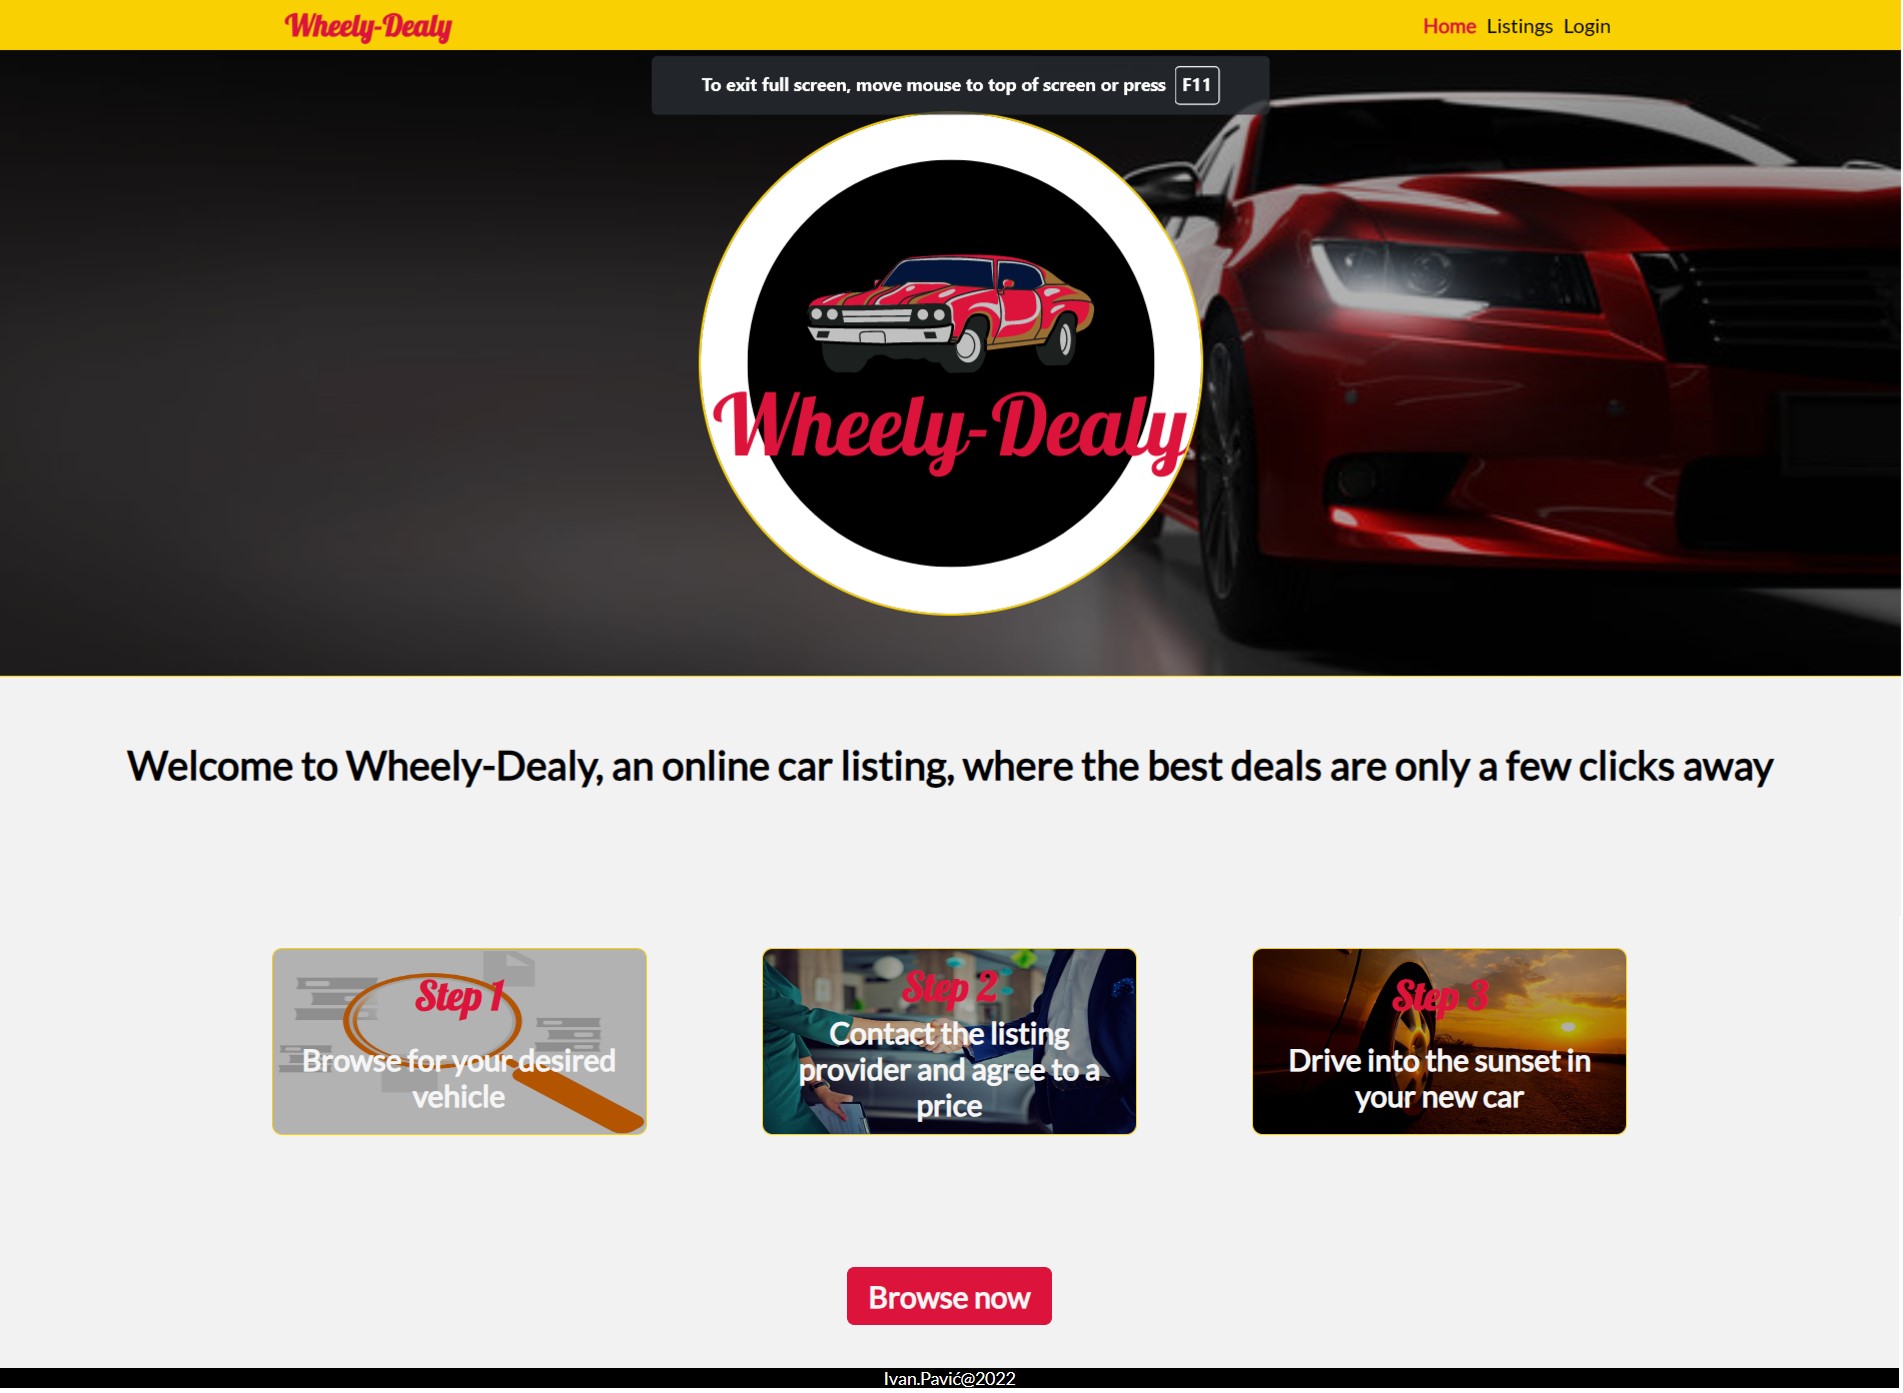 Wheely-Dealy
Home Listings Login
To exit full screen, move mouse to top of screen or press F11
Wheely-Dealy
Welcome to Wheely-Dealy, an online car listing, where the best deals are only a few clicks away
Step 1
Browse for your desired
vehicle
Step 2
Contact the listing
provider and agree to a
price
Step 3
Drive into the sunset in
your new car
Browse now
Ivan.Pavić@2022